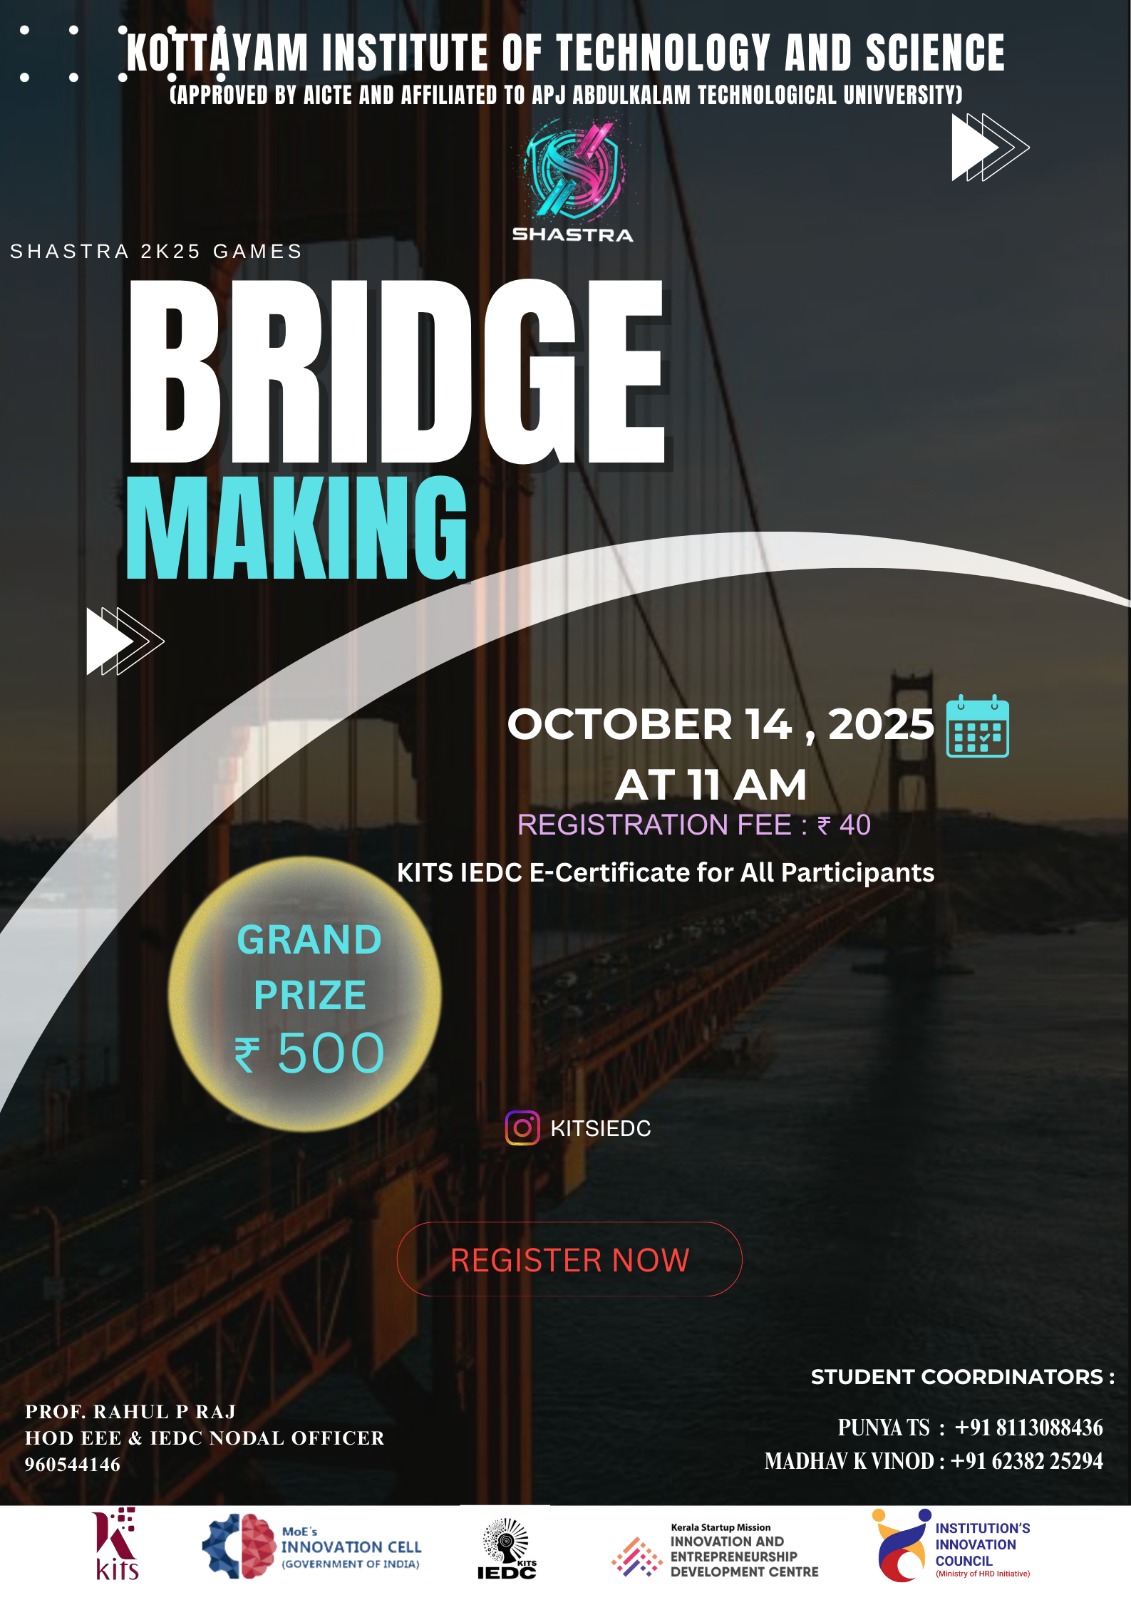 KOTTAYAM INSTITUTE OF TECHNOLOGY AND SCIENCE
(APPROVED BY AICTE AND AFFILIATED TO APJ ABDULKALAM TECHNOLOGICAL UNIVVERSITY)
SHASTRA
SHASTRA 2K25 GAMES
BRIDGE
MAKING
OCTOBER 14 , 2025
AT 11 AM
REGISTRATION FEE : ₹ 40
KITS IEDC E-Certificate for All Participants
GRAND
PRIZE
₹ 500
KITSIEDC
REGISTER NOW
STUDENT COORDINATORS :
PUNYA TS : +91 8113088436
MADHAV K VINOD : +91 62382 25294
PROF. RAHUL P RAJ
HOD EEE & IEDC NODAL OFFICER
960544146
kits
MoE's
INNOVATION CELL
(GOVERNMENT OF INDIA)
KITS
IEDC
Kerala Startup Mission
INNOVATION AND
ENTREPRENEURSHIP
DEVELOPMENT CENTRE
INSTITUTION'S
INNOVATION
COUNCIL
(Ministry of HRD Initiative)